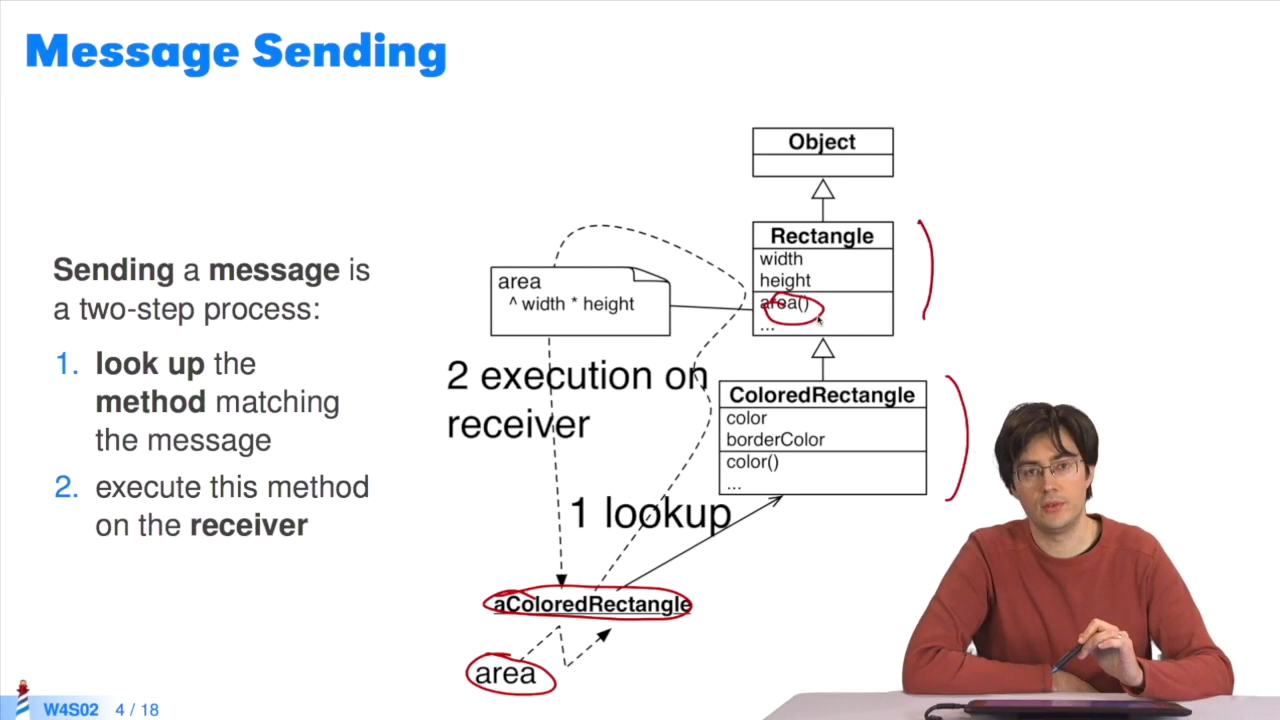 Message Sending
Sending a message is
a two-step process:
1. look up the
method matching
the message
2. execute this method
on the receiver
Object
Rectangle
width
height
area()
...
area
^ width * height
2 execution on
receiver
ColoredRectangle
color
borderColor
color()
...
1 lookup
aColoredRectangle
area
W4S02 4 / 18